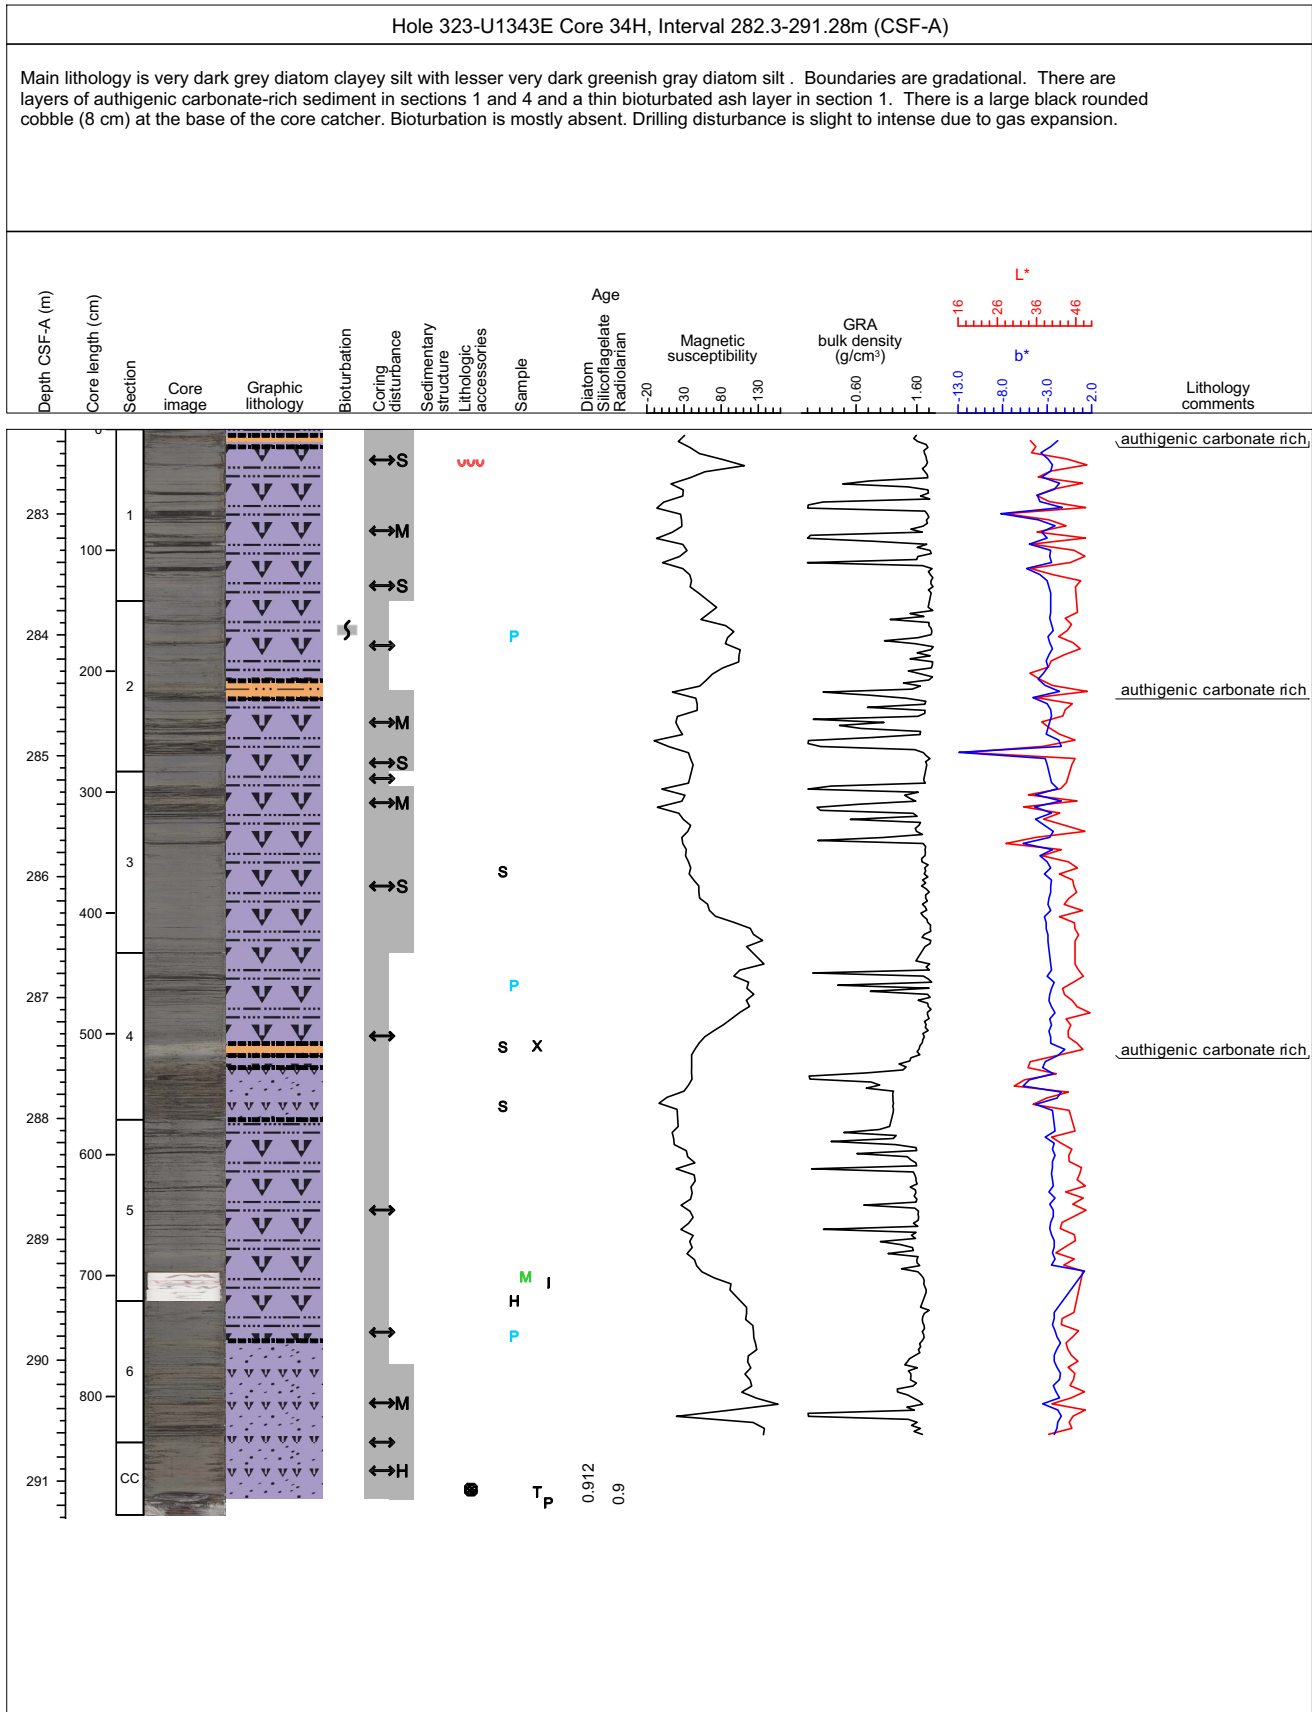 Hole 323-U1343E Core 34H, Interval 282.3-291.28m (CSF-A)
Main lithology is very dark grey diatom clayey silt with lesser very dark greenish gray diatom silt . Boundaries are gradational. There are
layers of authigenic carbonate-rich sediment in sections 1 and 4 and a thin bioturbated ash layer in section 1. There is a large black rounded
cobble (8 cm) at the base of the core catcher. Bioturbation is mostly absent. Drilling disturbance is slight to intense due to gas expansion.
Depth CSF-A (m)
Core length (cm)
Section
Core
image
Graphic
lithology
Bioturbation
Coring
disturbance
Sedimentary
structure
Lithologic
accessories
Sample
Age
Diatom
Silicoflagelate
Radiolarian
Magnetic
susceptibility
-20 30 80 130
GRA
bulk density
(g/cm³)
0.60 1.60
L*
16 26 36 46
b*
-13.0 -8.0 -3.0 2.0
Lithology
comments
authigenic carbonate rich
S
283
1
M
100
S
284
P
200
2
authigenic carbonate rich
M
285
S
300
M
3
286
S
S
400
287
P
500
4
S
X
authigenic carbonate rich
S
288
600
5
289
700
M
I
H
P
290
6
800
M
CC
H
291
T
P
0.912
0.9